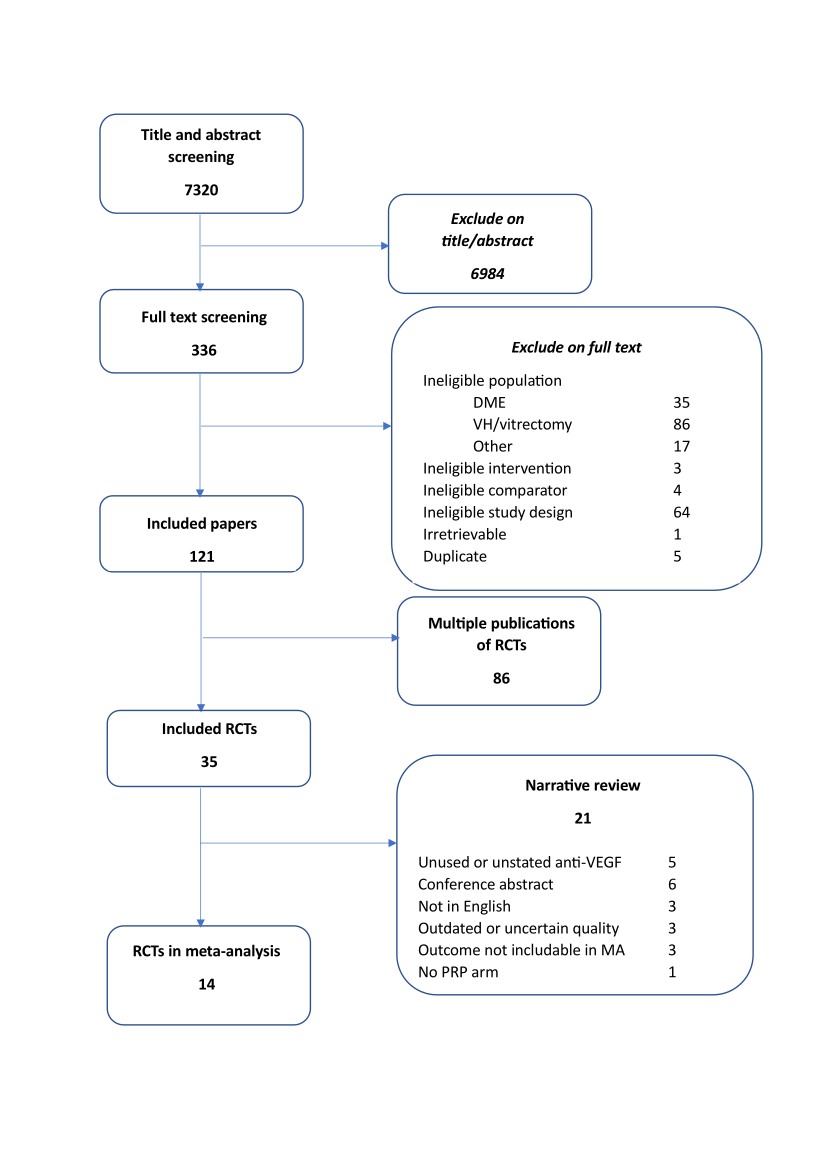 Title and abstract
screening
7320
Exclude on
title/abstract
6984
Full text screening
336
Exclude on full text
Ineligible population
DME 35
VH/vitrectomy 86
Other 17
Ineligible intervention 3
Ineligible comparator 4
Ineligible study design 64
Irretrievable 1
Duplicate 5
Included papers
121
Multiple publications
of RCTs
86
Included RCTs
35
Narrative review
21
Unused or unstated anti-VEGF 5
Conference abstract 6
Not in English 3
Outdated or uncertain quality 3
Outcome not includable in MA 3
No PRP arm 1
RCTs in meta-analysis
14